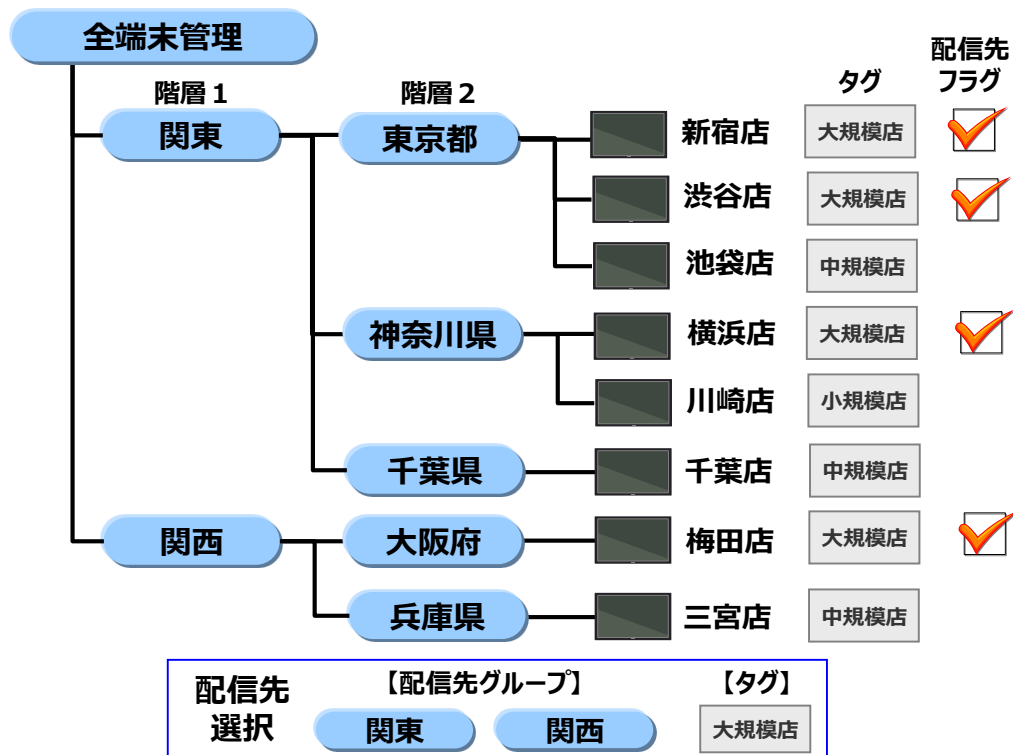 全端末管理
配信先
フラグ
階層1
階層2
タグ
関東
東京都
新宿店
大規模店
渋谷店
大規模店
池袋店
中規模店
神奈川県
横浜店
大規模店
川崎店
小規模店
千葉県
千葉店
中規模店
関西
大阪府
梅田店
大規模店
兵庫県
三宮店
中規模店
配信先
選択
【配信先グループ】
【タグ】
関東
関西
大規模店